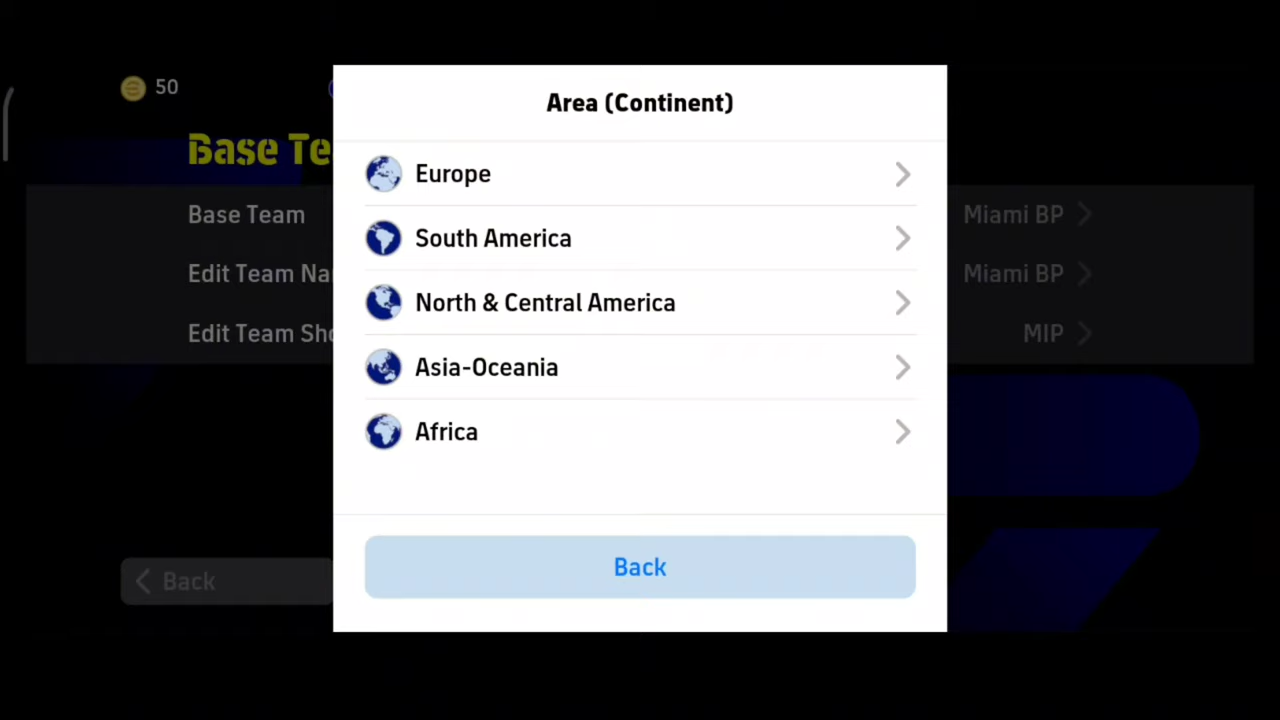 50
Area (Continent)
Base Te
Europe
Base Team
Miami BP
South America
Edit Team Na
Miami BP
North & Central America
Edit Team Sho
MIP
Asia-Oceania
Africa
Back
Back